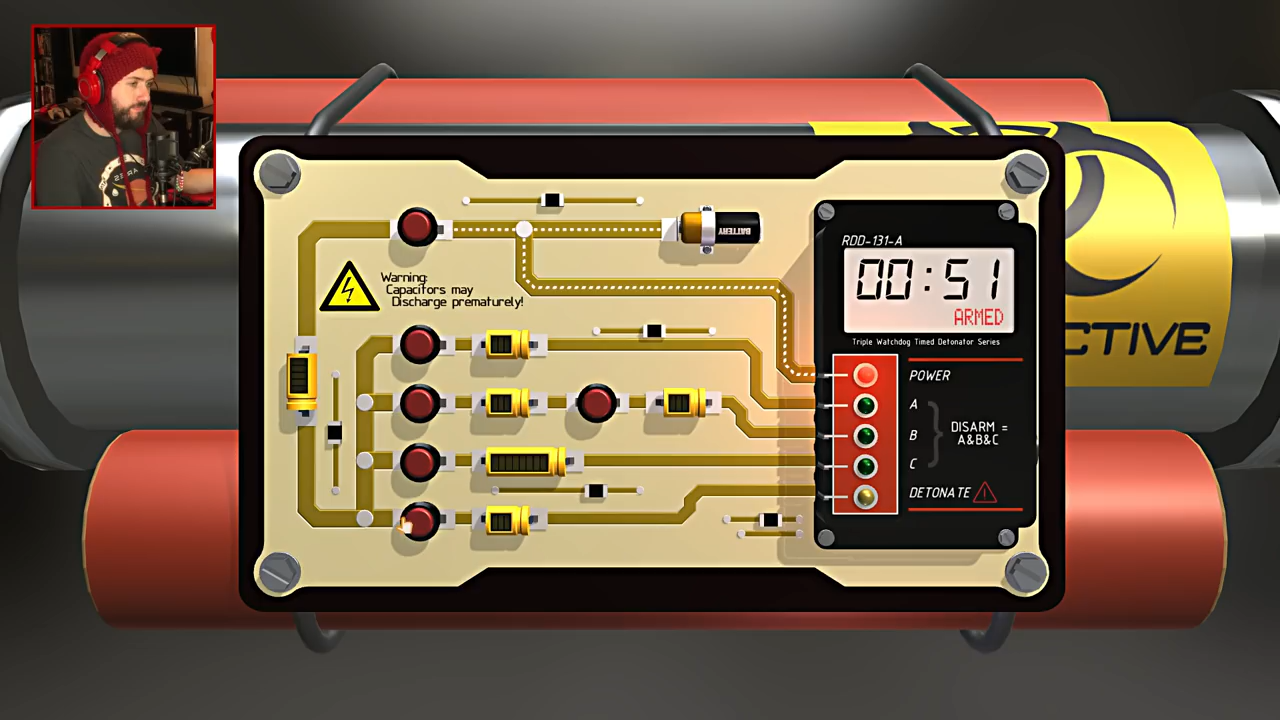 BATTERY
Warning:
Capacitors may
Discharge prematurely!
RDD-131-A
00:51
ARMED
Triple Watchdog Timed Detonator Series
POWER
A
B
C
DISARM =
A&B&C
DETONATE
CTIVE